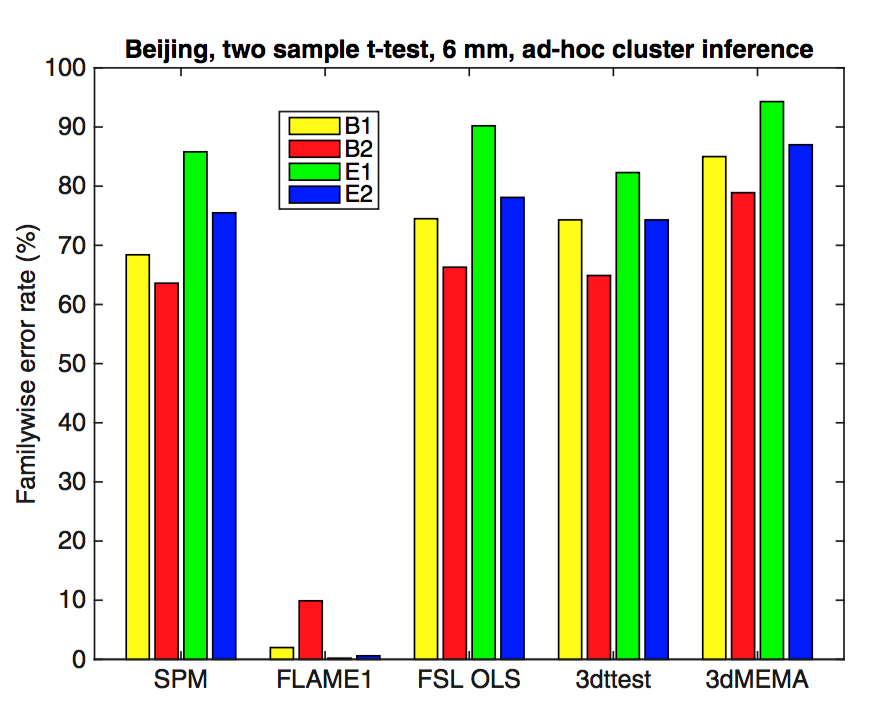 Beijing, two sample t-test, 6 mm, ad-hoc cluster inference
Familywise error rate (%)
100
90
80
70
60
50
40
30
20
10
0
B1
B2
E1
E2
SPM FLAME1 FSL OLS 3dttest 3dMEMA